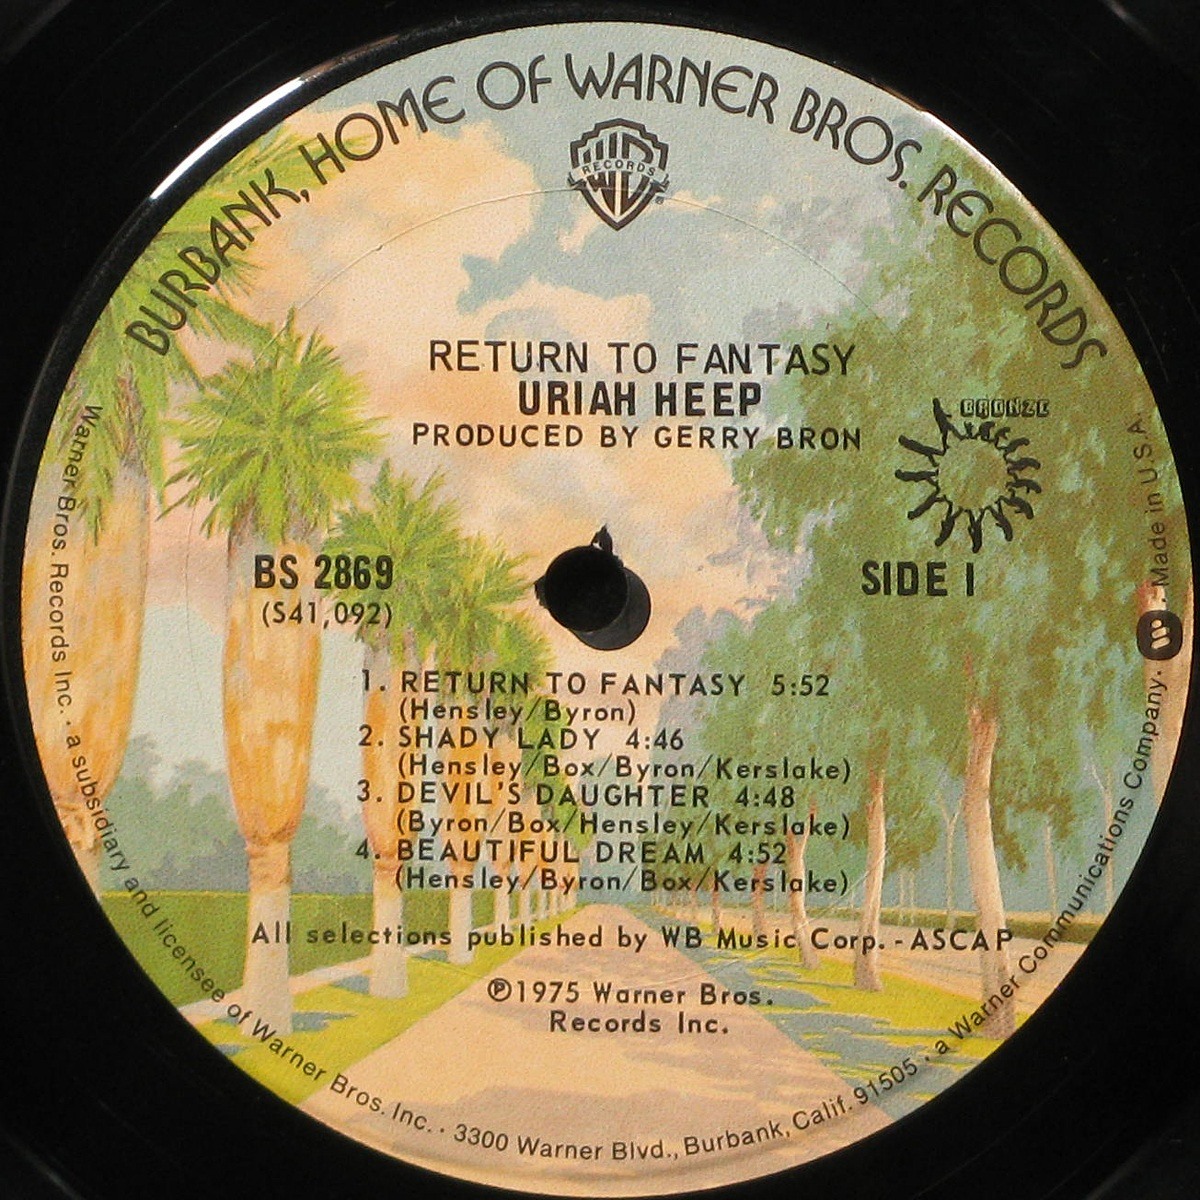 BURBANK, HOME OF WARNER BROS. RECORDS
WB
RECORDS
®
RETURN TO FANTASY
URIAH HEEP
PRODUCED BY GERRY BRON
BRONZE
BS 2869
(S41,092)
SIDE 1
1. RETURN TO FANTASY 5:52
(Hensley/Byron)
2. SHADY LADY 4:46
(Hensley/Box/Byron/Kerslake)
3. DEVIL'S DAUGHTER 4:48
(Byron/Box/Hensley/Kerslake)
4. BEAUTIFUL DREAM 4:52
(Hensley/Byron/Box/Kerslake)
All selections published by WB Music Corp. - ASCAP
℗1975 Warner Bros.
Records Inc.
Warner Bros. Records Inc. · a subsidiary and licensee of Warner Bros. Inc. · 3300 Warner Blvd., Burbank, Calif. 91505 · a Warner Communications Company. W . Made in U.S.A.